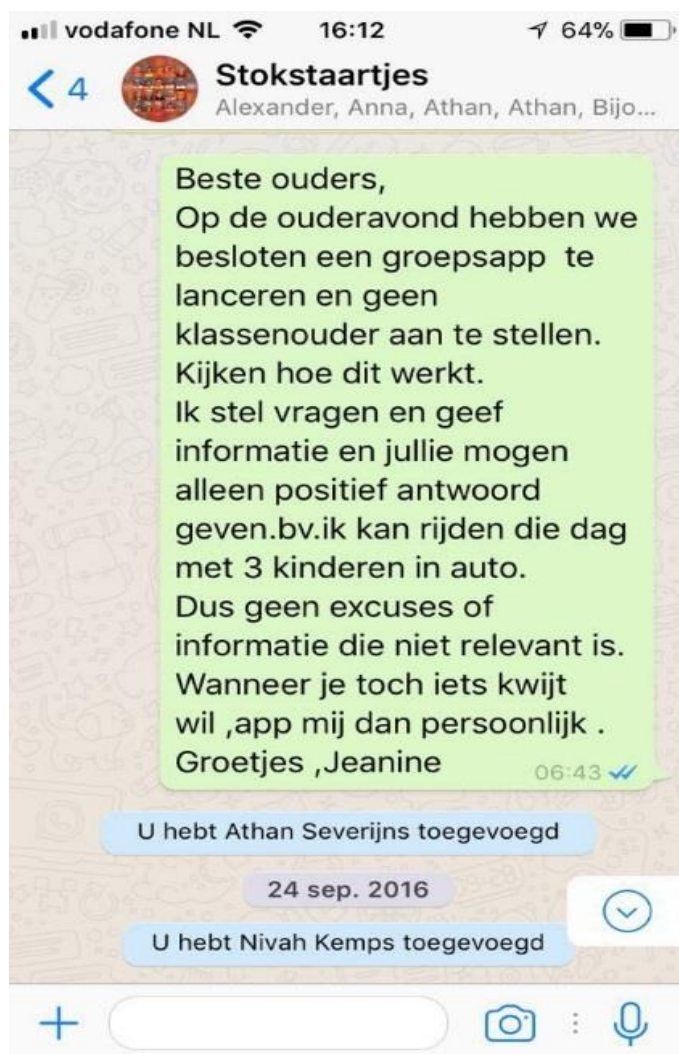 vodafone NL 16:12 64%
4 Stokstaartjes
Alexander, Anna, Athan, Athan, Bijo...
Beste ouders,
Op de ouderavond hebben we
besloten een groepsapp te
lanceren en geen
klassenouder aan te stellen.
Kijken hoe dit werkt.
Ik stel vragen en geef
informatie en jullie mogen
alleen positief antwoord
geven.bv.ik kan rijden die dag
met 3 kinderen in auto.
Dus geen excuses of
informatie die niet relevant is.
Wanneer je toch iets kwijt
wil ,app mij dan persoonlijk .
Groetjes ,Jeanine 06:43
U hebt Athan Severijns toegevoegd
24 sep. 2016
U hebt Nivah Kemps toegevoegd